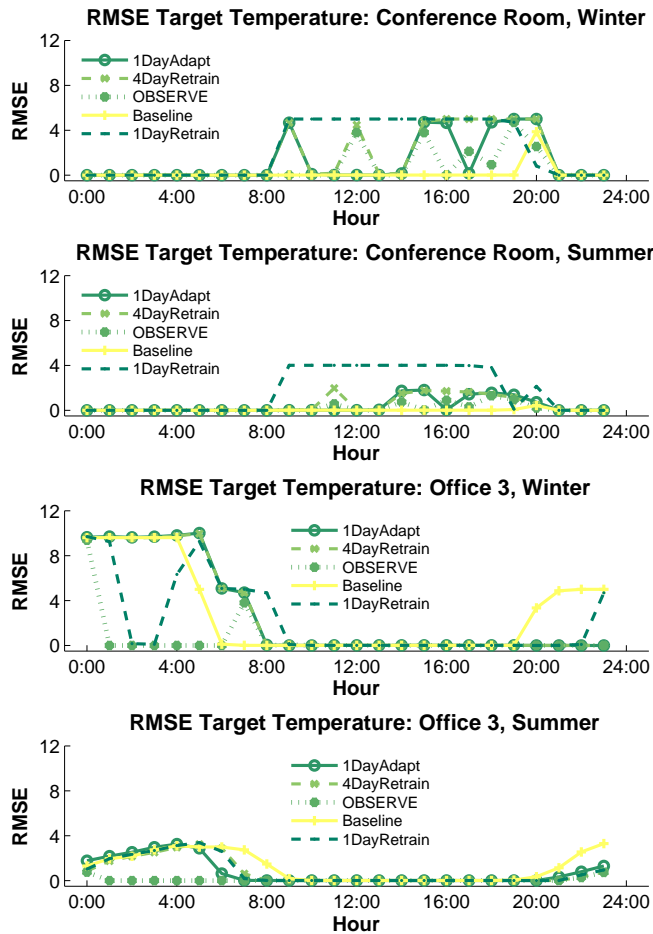 RMSE Target Temperature: Conference Room, Winter
12
8
4
0
RMSE
1DayAdapt
4DayRetrain
OBSERVE
Baseline
1DayRetrain
0:00 4:00 8:00 12:00 16:00 20:00 24:00
Hour
RMSE Target Temperature: Conference Room, Summer
12
8
4
0
RMSE
1DayAdapt
4DayRetrain
OBSERVE
Baseline
1DayRetrain
0:00 4:00 8:00 12:00 16:00 20:00 24:00
Hour
RMSE Target Temperature: Office 3, Winter
12
8
4
0
RMSE
1DayAdapt
4DayRetrain
OBSERVE
Baseline
1DayRetrain
0:00 4:00 8:00 12:00 16:00 20:00 24:00
Hour
RMSE Target Temperature: Office 3, Summer
12
8
4
0
RMSE
1DayAdapt
4DayRetrain
OBSERVE
Baseline
1DayRetrain
0:00 4:00 8:00 12:00 16:00 20:00 24:00
Hour